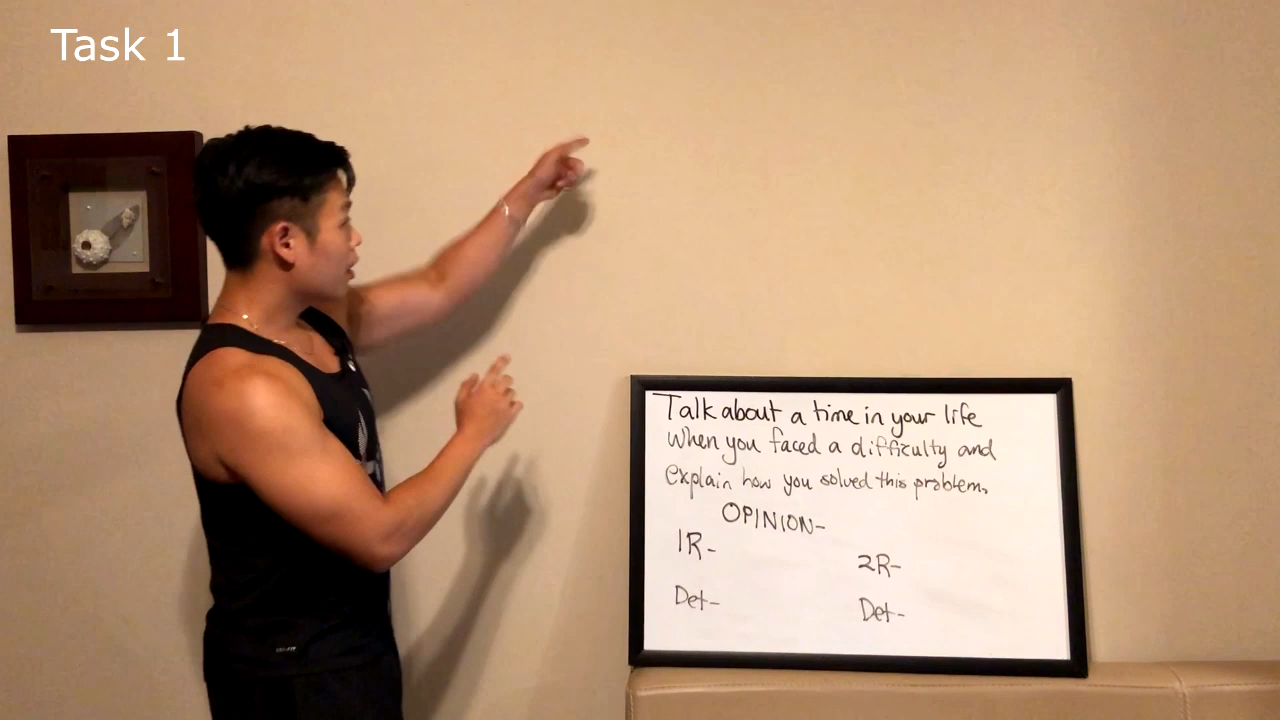 Task 1
Talk about a time in your life
when you faced a difficulty and
explain how you solved this problem.
OPINION-
1R-
2R-
Det-
Det-